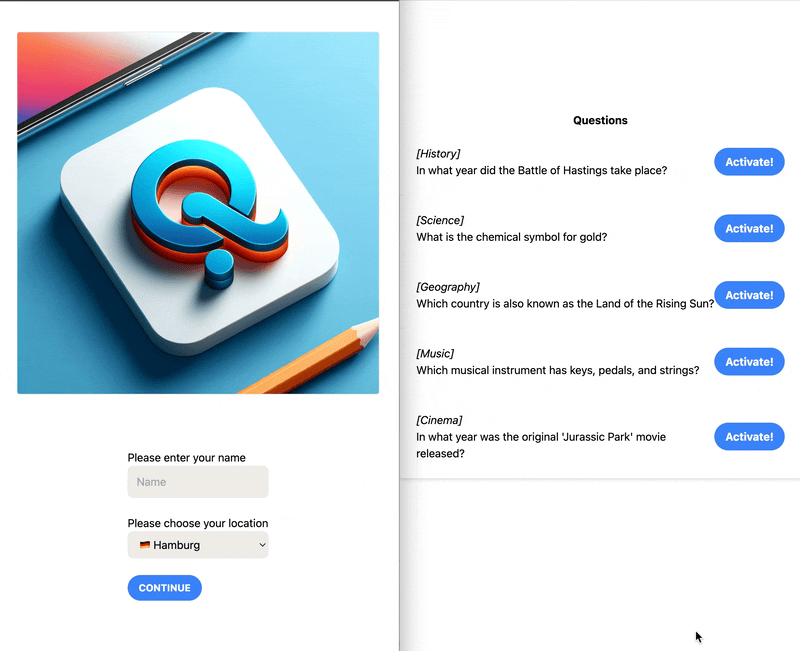 Please enter your name
Name
Please choose your location
Hamburg
CONTINUE
Questions
[History]
In what year did the Battle of Hastings take place?
Activate!
[Science]
What is the chemical symbol for gold?
Activate!
[Geography]
Which country is also known as the Land of the Rising Sun?
Activate!
[Music]
Which musical instrument has keys, pedals, and strings?
Activate!
[Cinema]
In what year was the original 'Jurassic Park' movie
released?
Activate!